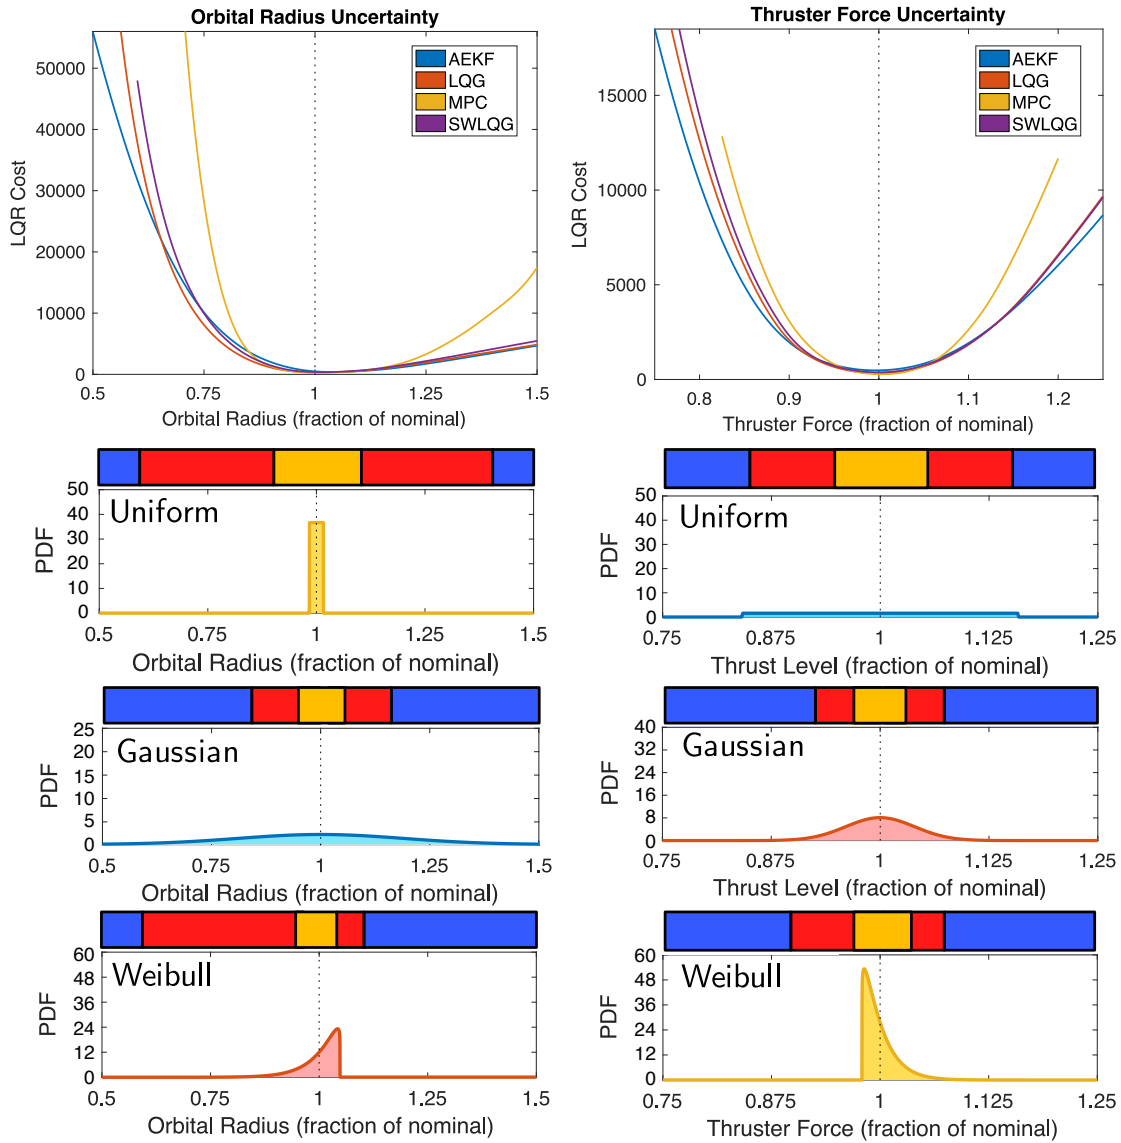 Orbital Radius Uncertainty
50000
40000
30000
20000
10000
0
LQR Cost
AEKF
LQG
MPC
SWLQG
0.5 0.75 1 1.25 1.5
Orbital Radius (fraction of nominal)
Thruster Force Uncertainty
15000
10000
5000
0
LQR Cost
AEKF
LQG
MPC
SWLQG
0.8 0.9 1 1.1 1.2
Thruster Force (fraction of nominal)
Uniform
PDF
50
40
30
20
10
0
0.5 0.75 1 1.25 1.5
Orbital Radius (fraction of nominal)
Uniform
PDF
50
40
30
20
10
0
0.75 0.875 1 1.125 1.25
Thrust Level (fraction of nominal)
Gaussian
PDF
25
20
15
10
5
0
0.5 0.75 1 1.25 1.5
Orbital Radius (fraction of nominal)
Gaussian
PDF
40
32
24
16
8
0
0.75 0.875 1 1.125 1.25
Thrust Level (fraction of nominal)
Weibull
PDF
60
48
36
24
12
0
0.5 0.75 1 1.25 1.5
Orbital Radius (fraction of nominal)
Weibull
PDF
60
48
36
24
12
0
0.75 0.875 1 1.125 1.25
Thruster Force (fraction of nominal)